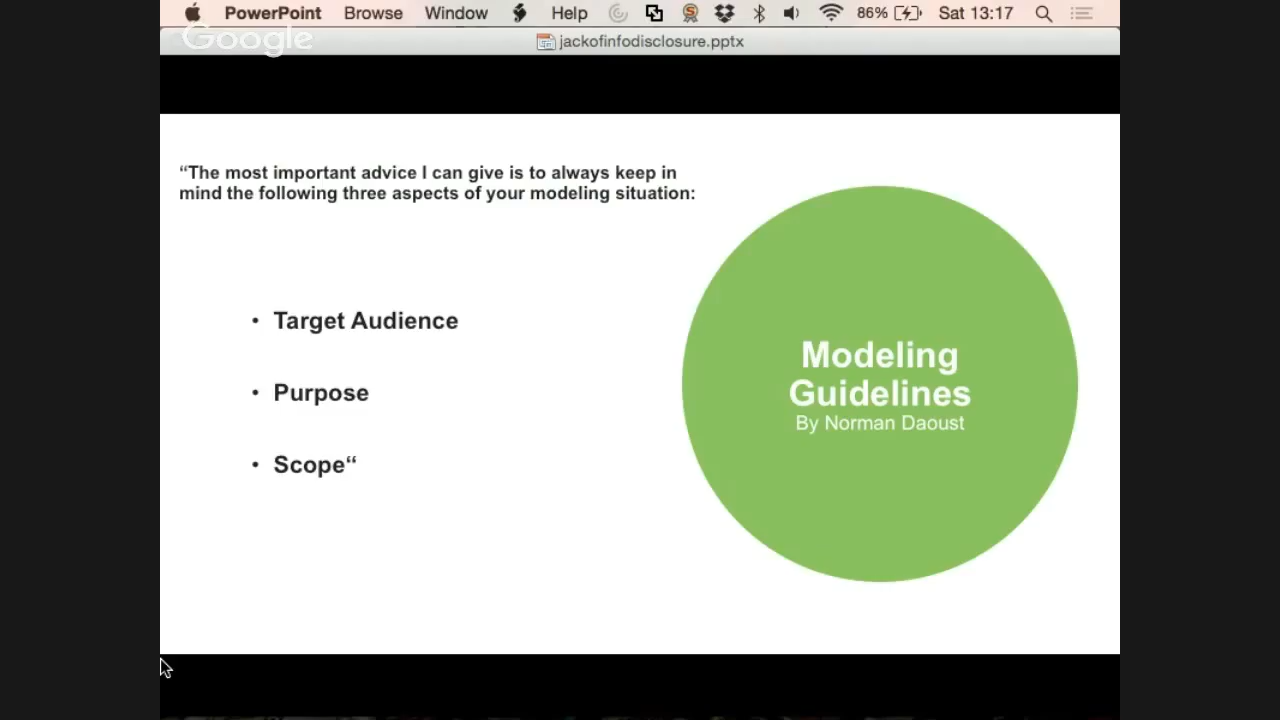 PowerPoint Browse Window Help 86% Sat 13:17
Google
jackofinfodisclosure.pptx
“The most important advice I can give is to always keep in
mind the following three aspects of your modeling situation:
• Target Audience
• Purpose
• Scope“
Modeling
Guidelines
By Norman Daoust